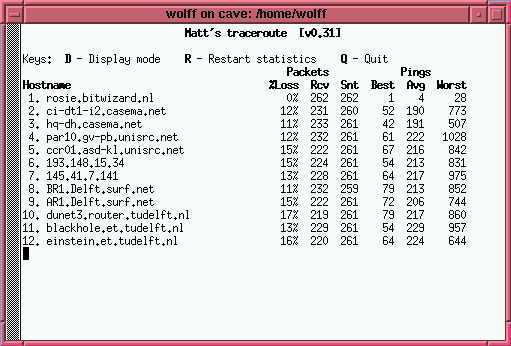 wolff on cave: /home/wolff
Matt's traceroute [v0.31]
Keys: D - Display mode R - Restart statistics Q - Quit
Packets Pings
Hostname %Loss Rcv Snt Best Avg Worst
1. rosie.bitwizard.nl 0% 262 262 1 4 28
2. ci-dt1-i2.casema.net 12% 231 260 52 190 773
3. hq-dh.casema.net 11% 233 261 42 191 507
4. par10.gv-pb.unisrc.net 12% 232 261 61 222 1028
5. ccr01.asd-kl.unisrc.net 15% 222 261 67 216 842
6. 193.148.15.34 15% 224 261 54 213 831
7. 145.41.7.141 13% 228 261 64 217 975
8. BR1.Delft.surf.net 11% 232 259 79 213 852
9. AR1.Delft.surf.net 15% 222 261 72 206 744
10. dunet3.router.tudelft.nl 17% 219 261 79 217 860
11. blackhole.et.tudelft.nl 13% 229 261 54 229 957
12. einstein.et.tudelft.nl 16% 220 261 64 224 644